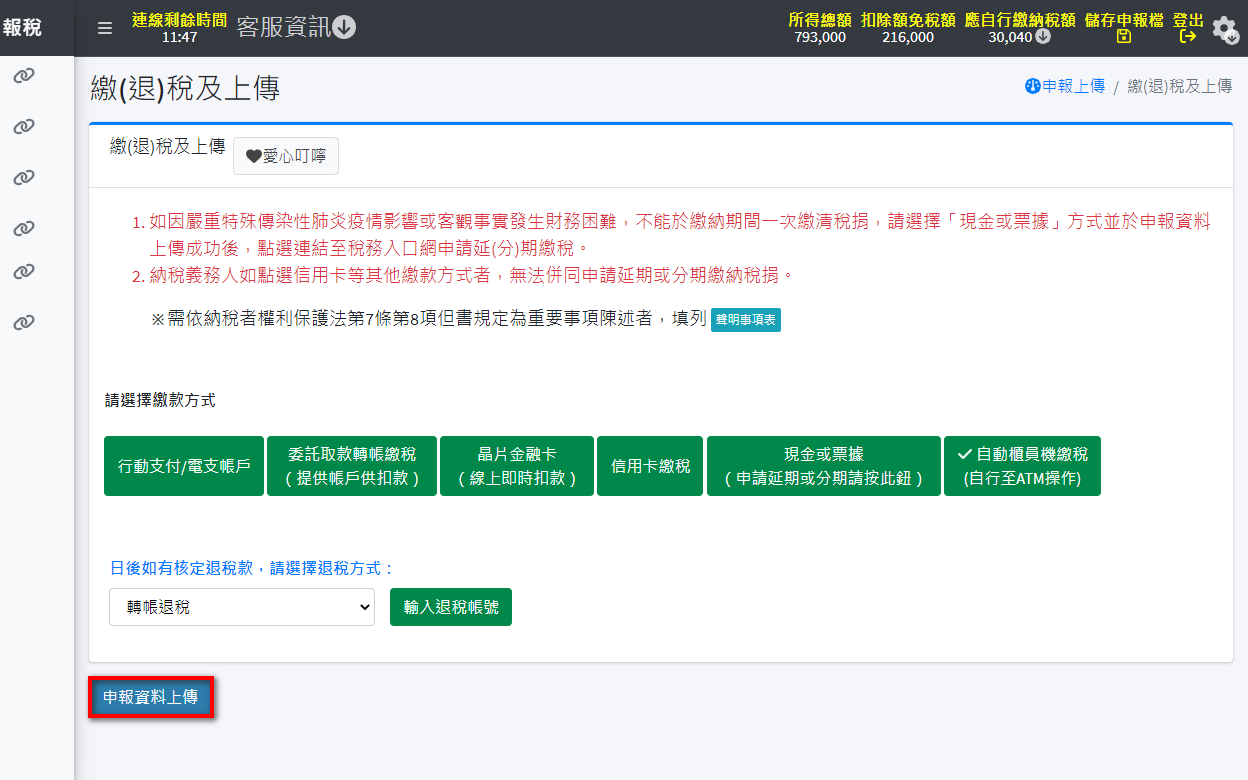 報稅
連線剩餘時間
11:47
客服資訊
所得總額 扣除額免稅額 應自行繳納稅額 儲存申報檔 登出
793,000 216,000 30,040
繳(退)稅及上傳
申報上傳 / 繳(退)稅及上傳
繳(退)稅及上傳
愛心叮嚀
1. 如因嚴重特殊傳染性肺炎疫情影響或客觀事實發生財務困難，不能於繳納期間一次繳清稅捐，請選擇「現金或票據」方式並於申報資料
上傳成功後，點選連結至稅務入口網申請延(分)期繳稅。
2. 納稅義務人如點選信用卡等其他繳款方式者，無法併同申請延期或分期繳納稅捐。
※需依納稅者權利保護法第7條第8項但書規定為重要事項陳述者，填列 聲明事項表
請選擇繳款方式
行動支付/電支帳戶
委託取款轉帳繳稅
（提供帳戶供扣款）
晶片金融卡
（線上即時扣款）
信用卡繳稅
現金或票據
（申請延期或分期請按此鈕）
自動櫃員機繳稅
(自行至ATM操作)
日後如有核定退稅款，請選擇退稅方式：
轉帳退稅
輸入退稅帳號
申報資料上傳